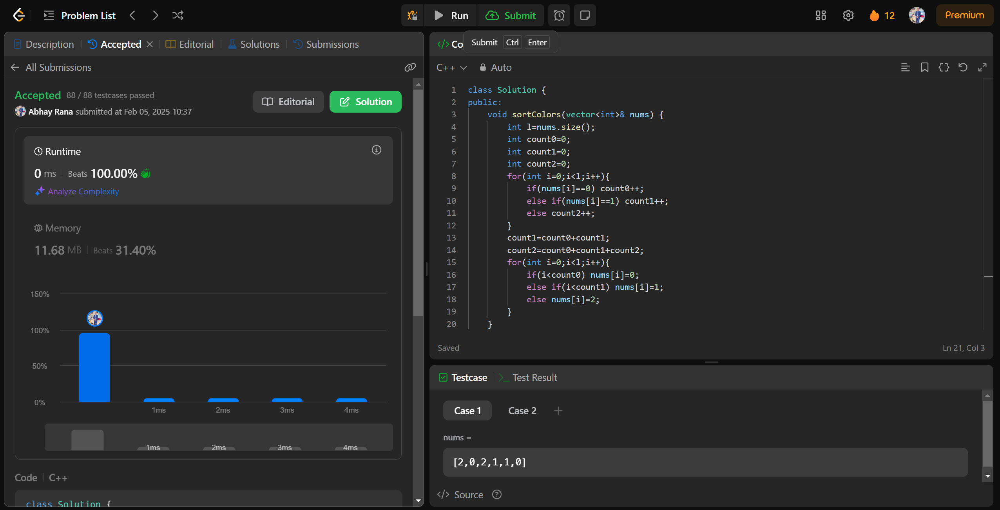 Problem List
Run
Submit
12
Premium
Description
Accepted
Editorial
Solutions
Submissions
All Submissions
Accepted 88 / 88 testcases passed
Abhay Rana submitted at Feb 05, 2025 10:37
Editorial
Solution
Runtime
0 ms Beats 100.00%
Analyze Complexity
Memory
11.68 MB Beats 31.40%
150%
100%
50%
0%
1ms 2ms 3ms 4ms
1ms 2ms 3ms 4ms
Code C++
class Solution {
</> Co
Submit Ctrl Enter
C++ Auto
1 class Solution {
2 public:
3 void sortColors(vector<int>& nums) {
4 int l=nums.size();
5 int count0=0;
6 int count1=0;
7 int count2=0;
8 for(int i=0;i<l;i++){
9 if(nums[i]==0) count0++;
10 else if(nums[i]==1) count1++;
11 else count2++;
12 }
13 count1=count0+count1;
14 count2=count0+count1+count2;
15 for(int i=0;i<l;i++){
16 if(i<count0) nums[i]=0;
17 else if(i<count1) nums[i]=1;
18 else nums[i]=2;
19 }
20 }
Saved
Ln 21, Col 3
Testcase
Test Result
Case 1
Case 2
nums =
[2,0,2,1,1,0]
</> Source